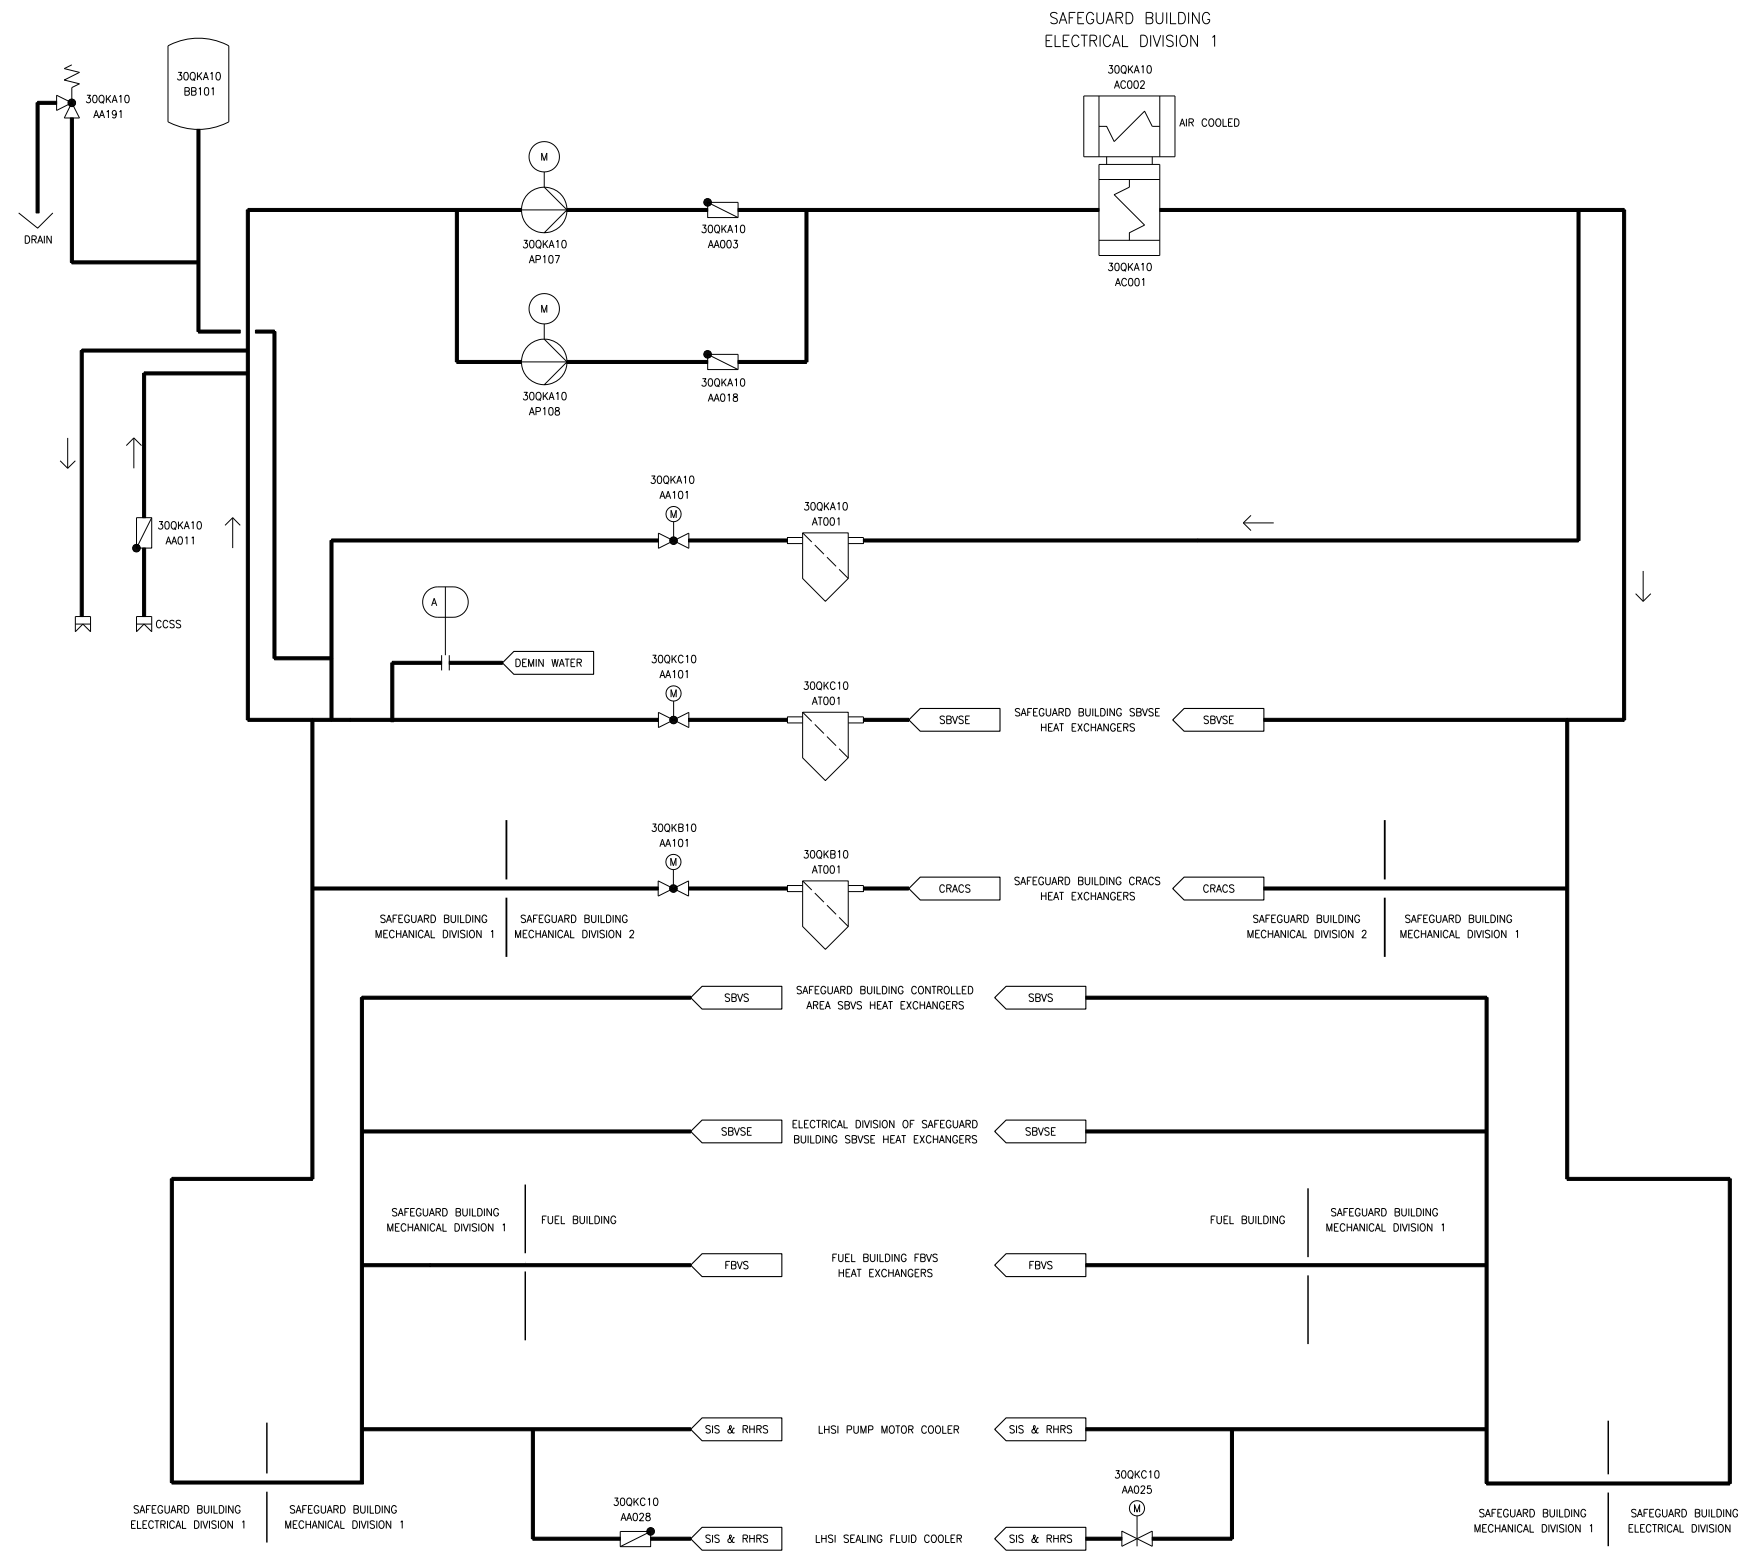 SAFEGUARD BUILDING
ELECTRICAL DIVISION 1
30QKA10
AC002
AIR COOLED
30QKA10
BB101
30QKA10
AA191
M
DRAIN
30QKA10
AP107
30QKA10
AA003
30QKA10
AC001
M
30QKA10
AP108
30QKA10
AA018
30QKA10
AA101
M
30QKA10
AT001
30QKA10
AA011
CCSS
A
DEMIN WATER
30QKC10
AA101
M
30QKC10
AT001
SBVSE
SAFEGUARD BUILDING SBVSE
HEAT EXCHANGERS
SBVSE
30QKB10
AA101
M
30QKB10
AT001
CRACS
SAFEGUARD BUILDING CRACS
HEAT EXCHANGERS
CRACS
SAFEGUARD BUILDING
MECHANICAL DIVISION 1
SAFEGUARD BUILDING
MECHANICAL DIVISION 2
SAFEGUARD BUILDING
MECHANICAL DIVISION 2
SAFEGUARD BUILDING
MECHANICAL DIVISION 1
SBVS
SAFEGUARD BUILDING CONTROLLED
AREA SBVS HEAT EXCHANGERS
SBVS
SBVSE
ELECTRICAL DIVISION OF SAFEGUARD
BUILDING SBVSE HEAT EXCHANGERS
SBVSE
SAFEGUARD BUILDING
MECHANICAL DIVISION 1
FUEL BUILDING
FUEL BUILDING
SAFEGUARD BUILDING
MECHANICAL DIVISION 1
FBVS
FUEL BUILDING FBVS
HEAT EXCHANGERS
FBVS
SIS & RHRS
LHSI PUMP MOTOR COOLER
SIS & RHRS
SAFEGUARD BUILDING
ELECTRICAL DIVISION 1
SAFEGUARD BUILDING
MECHANICAL DIVISION 1
30QKC10
AA028
SIS & RHRS
LHSI SEALING FLUID COOLER
SIS & RHRS
30QKC10
AA025
M
SAFEGUARD BUILDING
MECHANICAL DIVISION 1
SAFEGUARD BUILDING
ELECTRICAL DIVISION